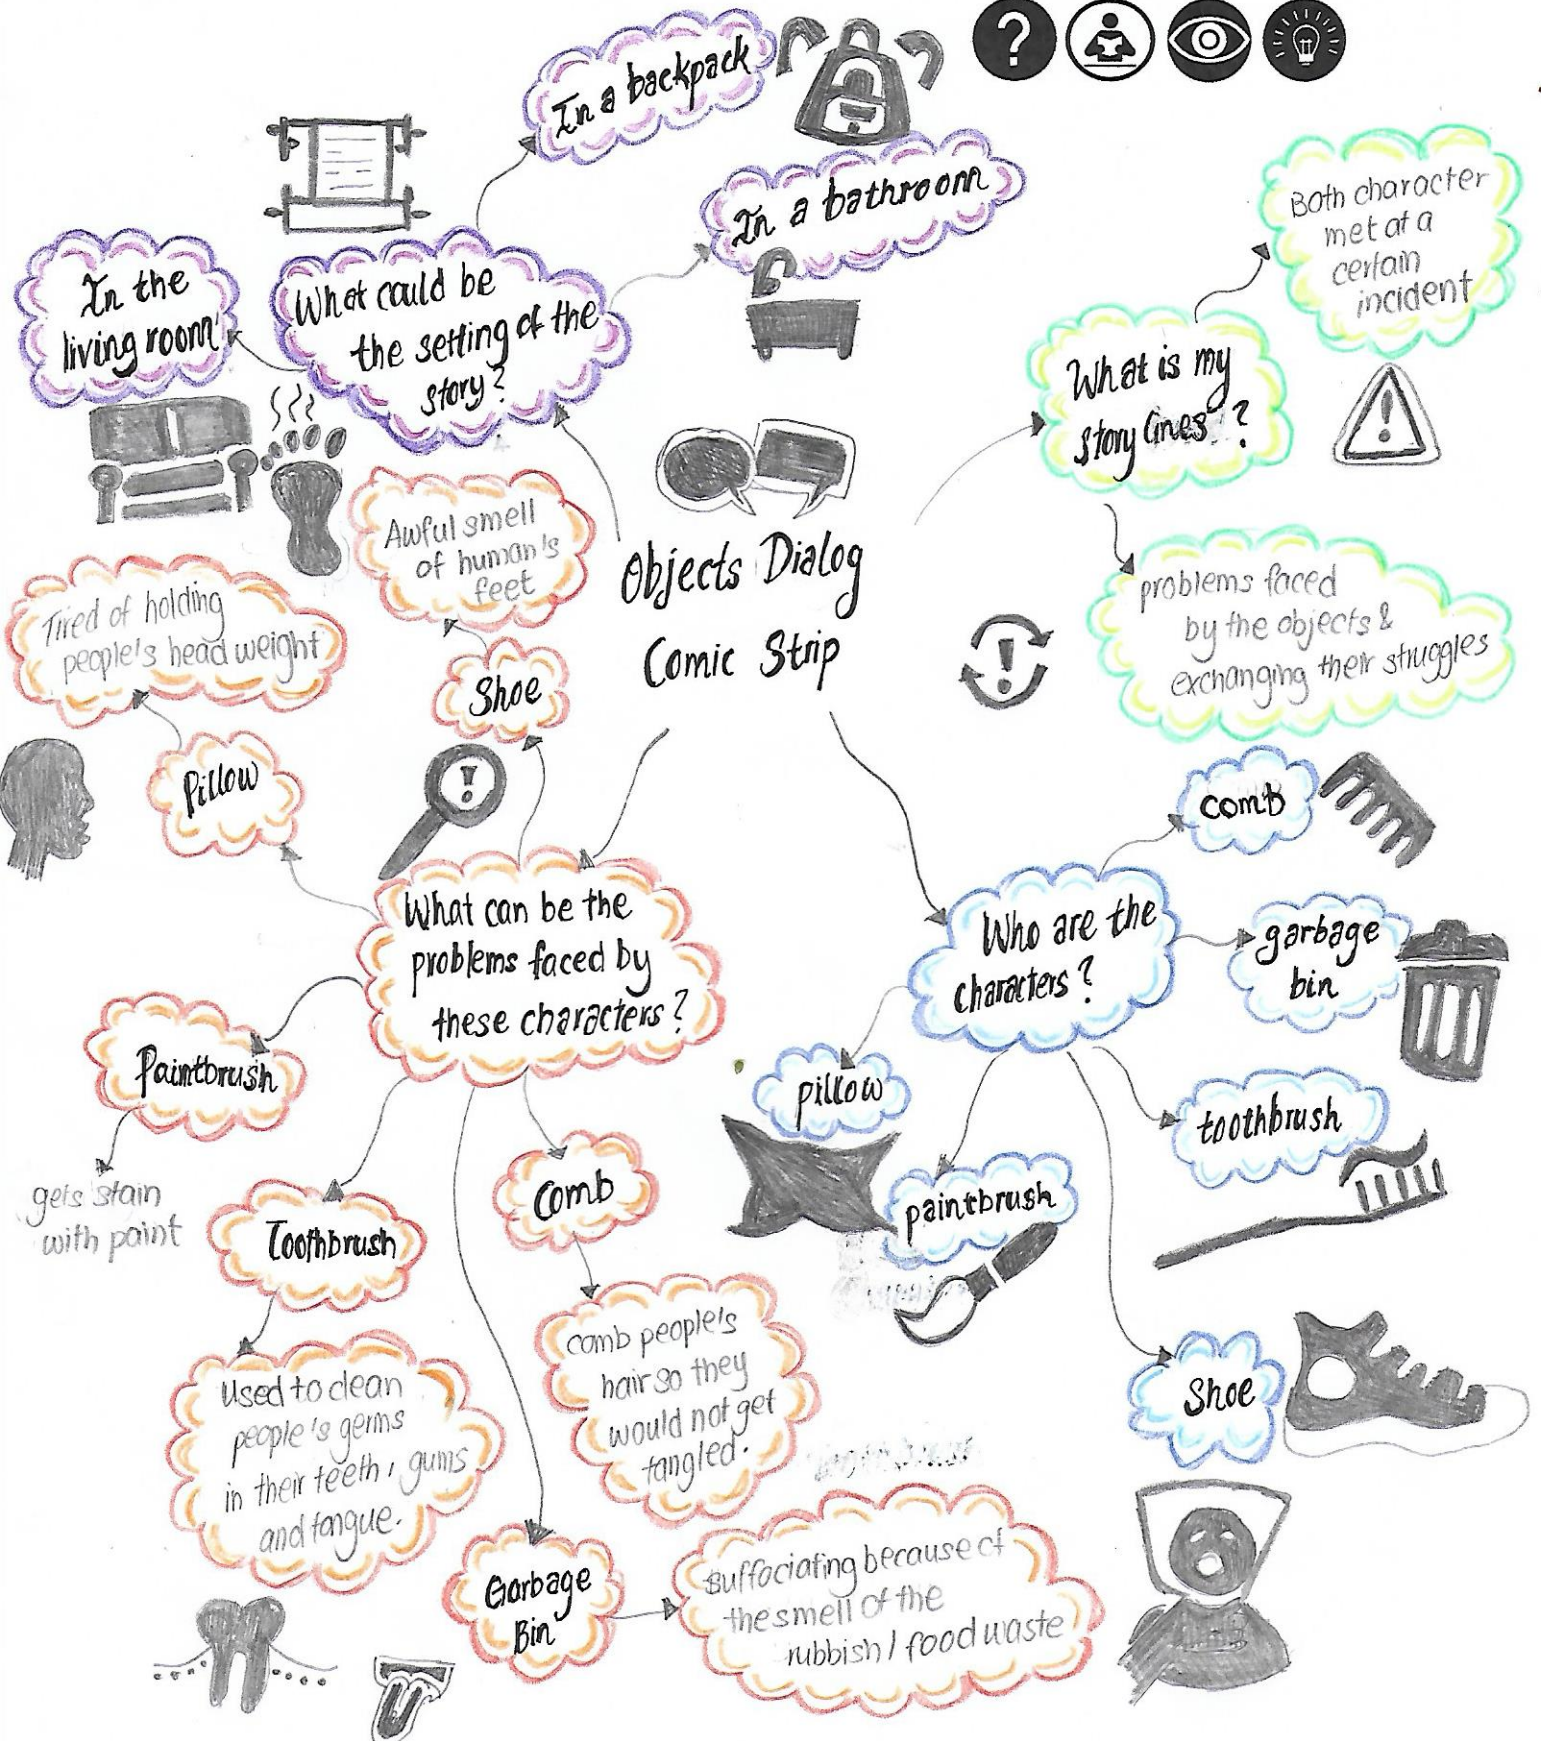 Objects Dialog
Comic Strip
What could be
the setting of the
story?
In a backpack
In a bathroom
In the
living room
What is my
story lines?
Both character
met at a
certain
incident
problems faced
by the objects &
exchanging their struggles
Who are the
characters?
comb
garbage
bin
toothbrush
Shoe
paintbrush
pillow
What can be the
problems faced by
these characters?
Shoe
Awful smell
of human's
feet
Pillow
Tired of holding
people's head weight
Paintbrush
gets stain
with paint
Toothbrush
Used to clean
people's germs
in their teeth, gums
and tongue.
Comb
comb people's
hair so they
would not get
tangled.
Garbage
Bin
Suffociating because of
the smell of the
rubbish / food waste